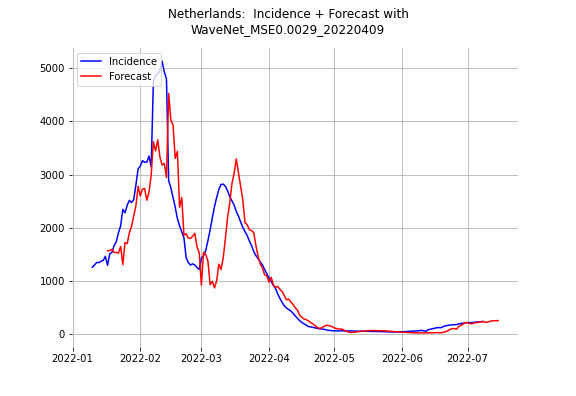 Netherlands:  Incidence + Forecast with
WaveNet_MSE0.0029_20220409
Incidence
Forecast
5000
4000
3000
2000
1000
0
2022-01 2022-02 2022-03 2022-04 2022-05 2022-06 2022-07